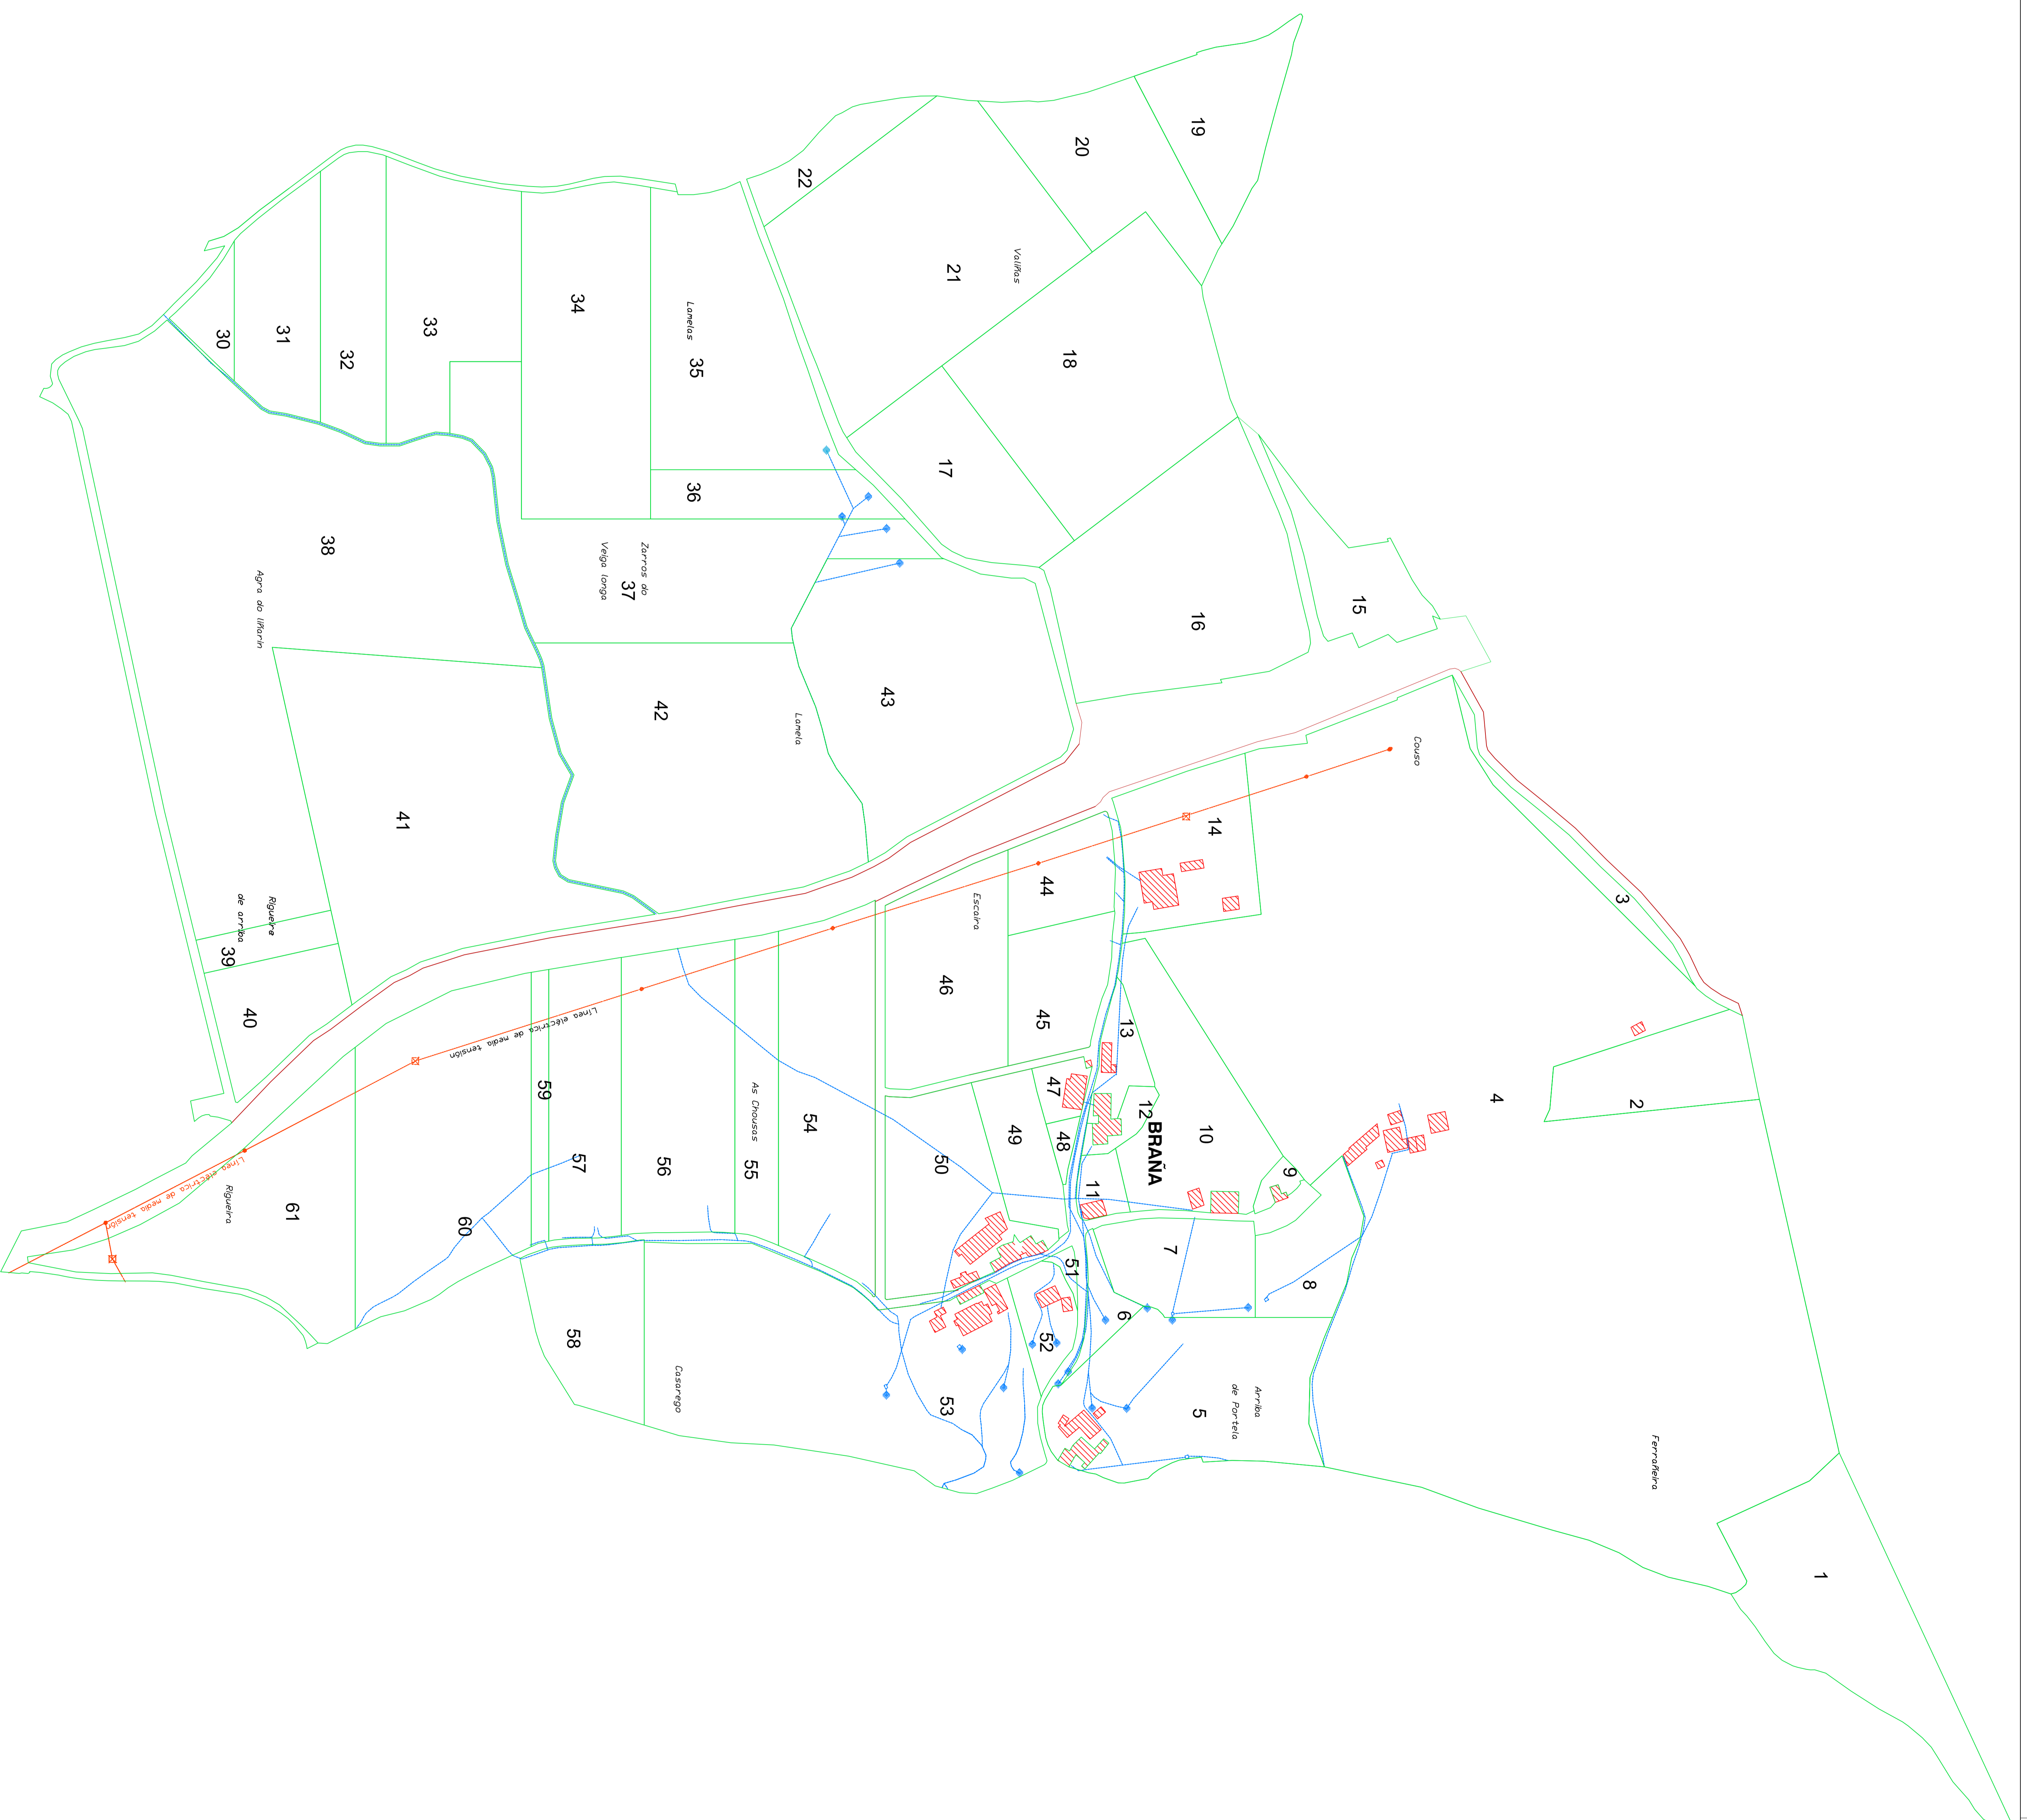 19
20
22
Valiñas
21
18
17
16
15
30
31
32
33
34
Lamelas
35
36
Zarros do
Veiga longa
37
38
Agra do liñarin
41
42
Lamela
43
Rigueira
de arriba
39
40
Couso
14
3
2
4
44
Escaira
46
45
13
12
BRAÑA
10
9
11
47
48
49
50
51
52
53
7
8
6
5
Arriba
de Portela
Ferrañeira
1
Línea eléctrica de media tensión
As Chousas
54
55
56
57
59
60
61
Rigueira
Línea eléctrica de media tensión
58
Casarego